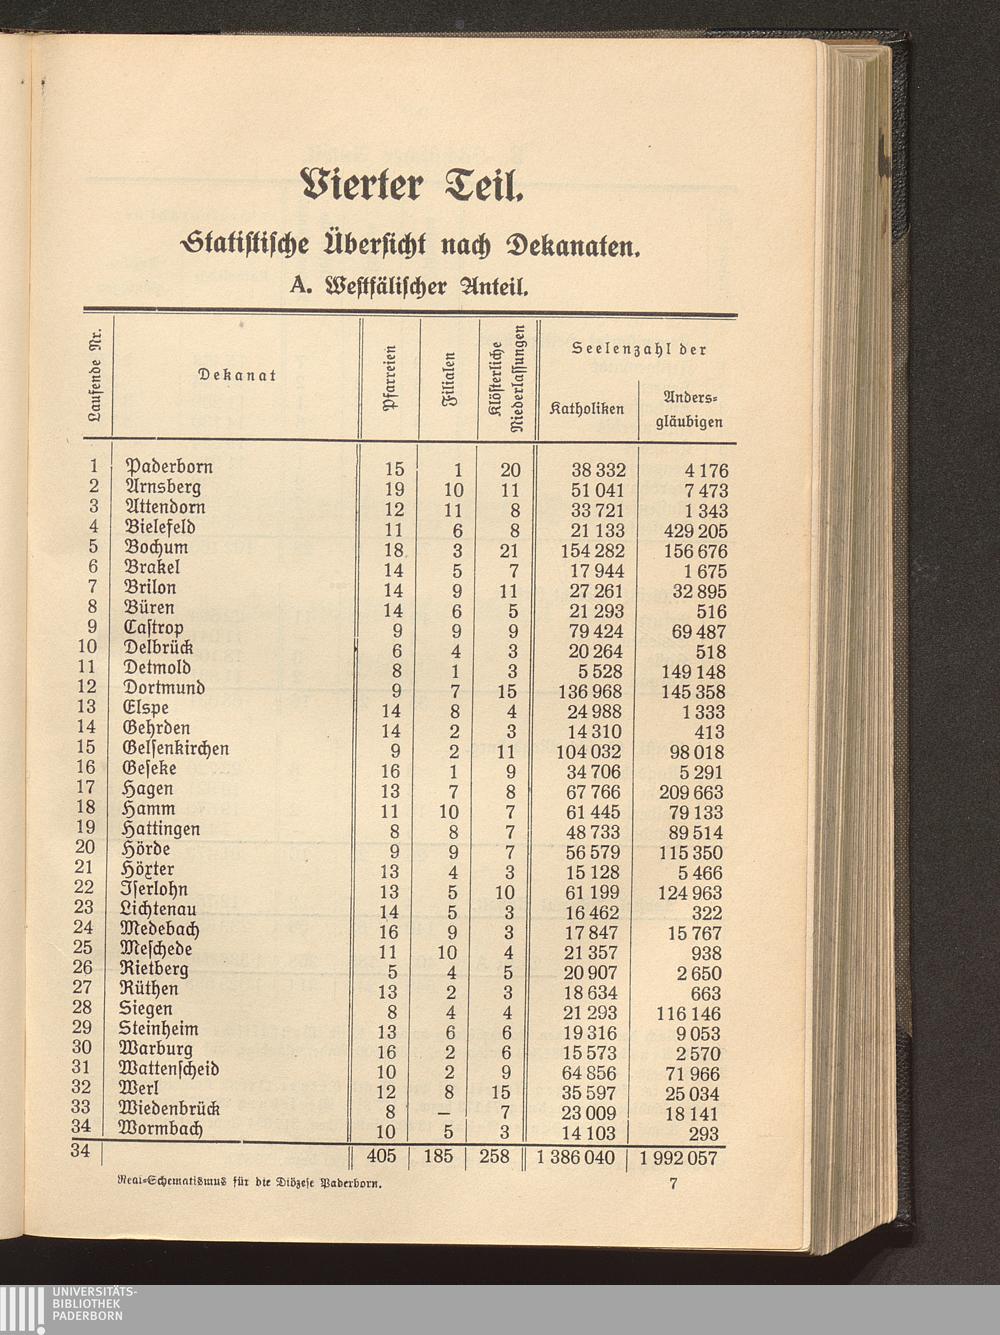 Vierter Teil.
Statistische Übersicht nach Dekanaten.
A. Westfälischer Anteil.
Laufende Nr. | Dekanat | Pfarreien | Filialen | Klösterliche Niederlassungen | Seelenzahl der
Katholiken | Anders-
gläubigen
1 Paderborn 15 1 20 38 332 4 176
2 Arnsberg 19 10 11 51 041 7 473
3 Attendorn 12 11 8 33 721 1 343
4 Bielefeld 11 6 8 21 133 429 205
5 Bochum 18 3 21 154 282 156 676
6 Brakel 14 5 7 17 944 1 675
7 Brilon 14 9 11 27 261 32 895
8 Büren 14 6 5 21 293 516
9 Castrop 9 9 9 79 424 69 487
10 Delbrück 6 4 3 20 264 518
11 Detmold 8 1 3 5 528 149 148
12 Dortmund 9 7 15 136 968 145 358
13 Elspe 14 8 4 24 988 1 333
14 Gehrden 14 2 3 14 310 413
15 Gelsenkirchen 9 2 11 104 032 98 018
16 Geseke 16 1 9 34 706 5 291
17 Hagen 13 7 8 67 766 209 663
18 Hamm 11 10 7 61 445 79 133
19 Hattingen 8 8 7 48 733 89 514
20 Hörde 9 9 7 56 579 115 350
21 Höxter 13 4 3 15 128 5 466
22 Iserlohn 13 5 10 61 199 124 963
23 Lichtenau 14 5 3 16 462 322
24 Medebach 16 9 3 17 847 15 767
25 Meschede 11 10 4 21 357 938
26 Rietberg 5 4 5 20 907 2 650
27 Rüthen 13 2 3 18 634 663
28 Siegen 8 4 4 21 293 116 146
29 Steinheim 13 6 6 19 316 9 053
30 Warburg 16 2 6 15 573 2 570
31 Wattenscheid 10 2 9 64 856 71 966
32 Werl 12 8 15 35 597 25 034
33 Wiedenbrück 8 — 7 23 009 18 141
34 Wormbach 10 5 3 14 103 293
34 405 185 258 1 386 040 1 992 057
Real-Schematismus für die Diözese Paderborn. 7
UNIVERSITÄTS-
BIBLIOTHEK
PADERBORN